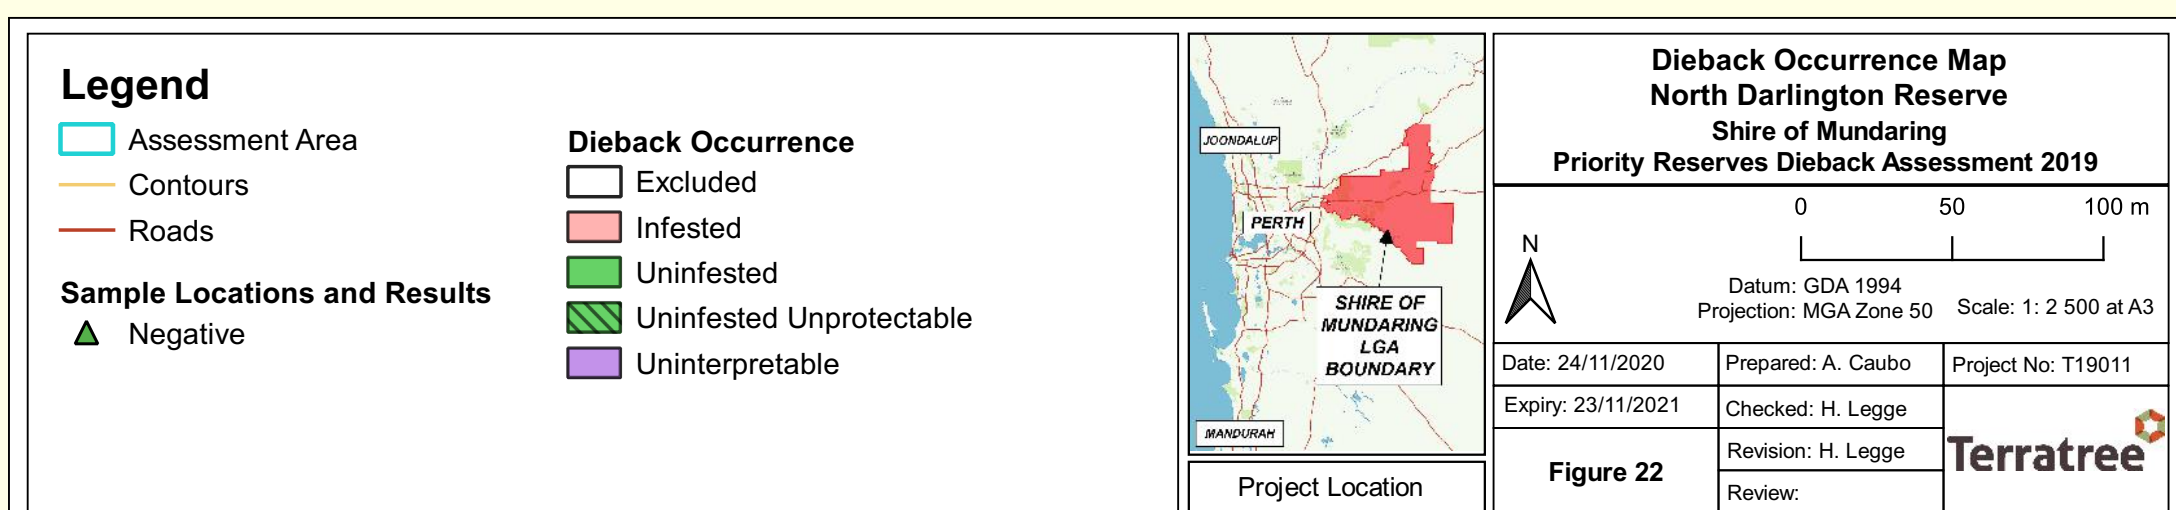 Legend
Assessment Area
Contours
Roads
Sample Locations and Results
Negative
Dieback Occurrence
Excluded
Infested
Uninfested
Uninfested Unprotectable
Uninterpretable
JOONDALUP
PERTH
SHIRE OF
MUNDARING
LGA
BOUNDARY
MANDURAH
Project Location
Dieback Occurrence Map
North Darlington Reserve
Shire of Mundaring
Priority Reserves Dieback Assessment 2019
0 50 100 m
N
Datum: GDA 1994
Projection: MGA Zone 50 Scale: 1: 2 500 at A3
Date: 24/11/2020 Prepared: A. Caubo Project No: T19011
Expiry: 23/11/2021 Checked: H. Legge
Figure 22 Revision: H. Legge
Review:
Terratree